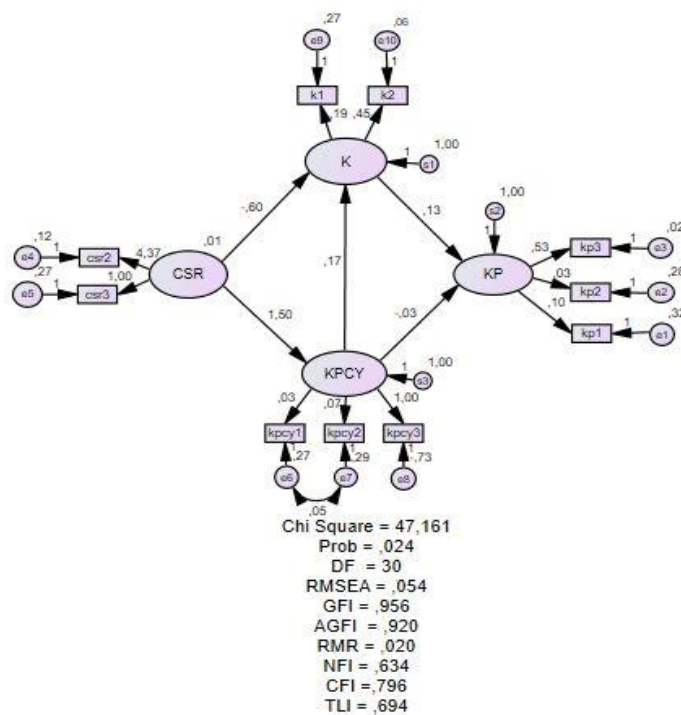 ,27
,06
e9
e10
1
1
k1
k2
,19
,45
K
1
1,00
s1
1,00
s2
-,60
,13
1
,12
,01
,02
e4
1
csr2
4,37
,53
kp3
1
e3
CSR
,17
KP
,27
,03
,28
e5
1
csr3
1,00
kp2
1
e2
-,03
,10
,32
1,50
kp1
1
e1
KPCY
1
1,00
s3
,03
,07
1,00
kpcy1
kpcy2
kpcy3
1
,27
1
,29
1
-,73
e6
e7
e8
,05
Chi Square = 47,161
Prob = ,024
DF = 30
RMSEA = ,054
GFI = ,956
AGFI = ,920
RMR = ,020
NFI = ,634
CFI =,796
TLI = ,694